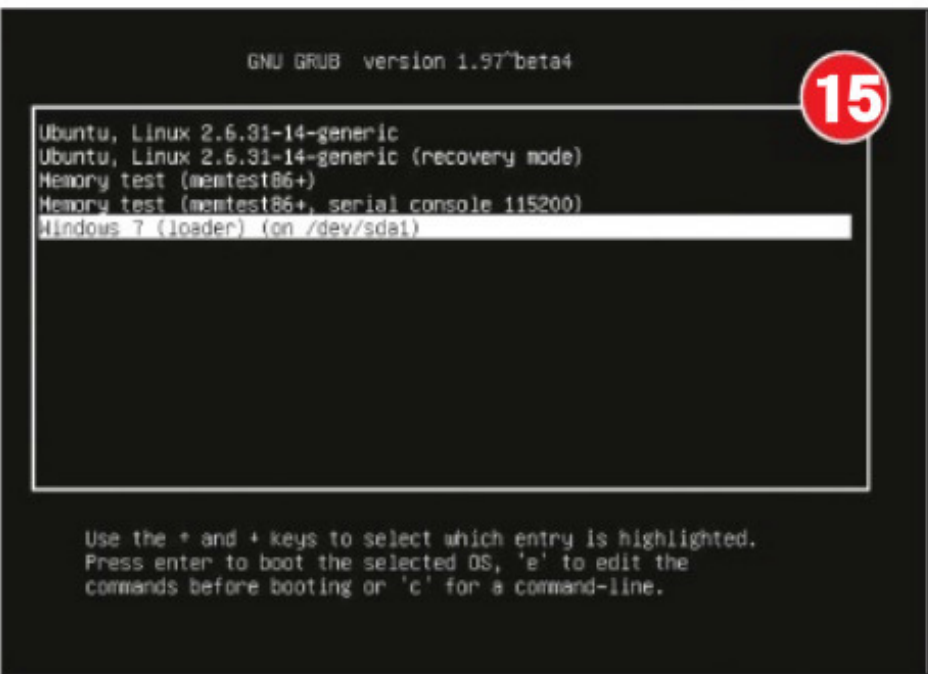 GNU GRUB version 1.97~beta4
15
Ubuntu, Linux 2.6.31-14-generic
Ubuntu, Linux 2.6.31-14-generic (recovery mode)
Memory test (memtest86+)
Memory test (memtest86+, serial console 115200)
Windows 7 (loader) (on /dev/sda1)
Use the ↑ and ↓ keys to select which entry is highlighted.
Press enter to boot the selected OS, 'e' to edit the
commands before booting or 'c' for a command-line.